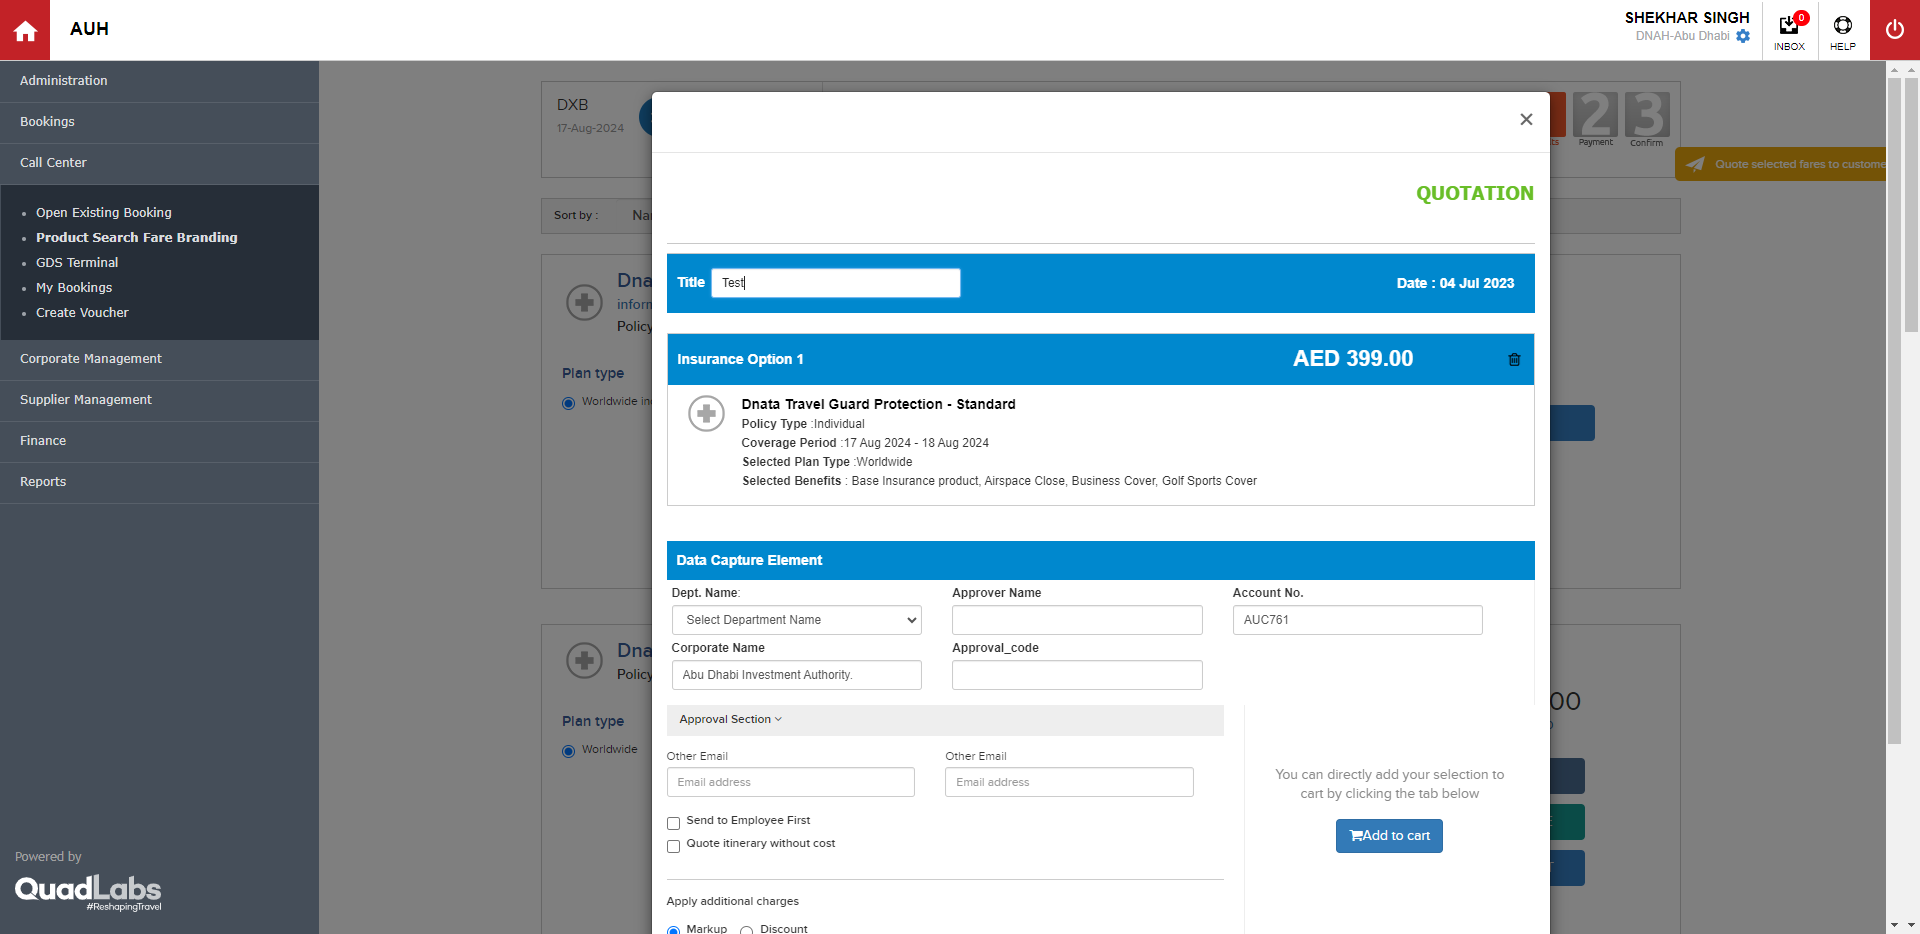 AUH
SHEKHAR SINGH
DNAH-Abu Dhabi
0
INBOX
HELP
Administration
Bookings
Call Center
Open Existing Booking
Product Search Fare Branding
GDS Terminal
My Bookings
Create Voucher
Corporate Management
Supplier Management
Finance
Reports
Powered by
QuadLabs
#ReshapingTravel
DXB
17-Aug-2024
2
3
Payment
Confirm
Quote selected fares to custome
Sort by :
Plan type
Worldwide
Policy
Plan type
Worldwide
QUOTATION
Title
Test
Date : 04 Jul 2023
Insurance Option 1
AED 399.00
Dnata Travel Guard Protection - Standard
Policy Type :Individual
Coverage Period :17 Aug 2024 - 18 Aug 2024
Selected Plan Type :Worldwide
Selected Benefits : Base Insurance product, Airspace Close, Business Cover, Golf Sports Cover
Data Capture Element
Dept. Name:
Approver Name
Account No.
Select Department Name
AUC761
Corporate Name
Approval_code
Abu Dhabi Investment Authority.
Approval Section
Other Email
Other Email
Email address
Email address
Send to Employee First
Quote itinerary without cost
You can directly add your selection to
cart by clicking the tab below
Add to cart
Apply additional charges
Markup
Discount